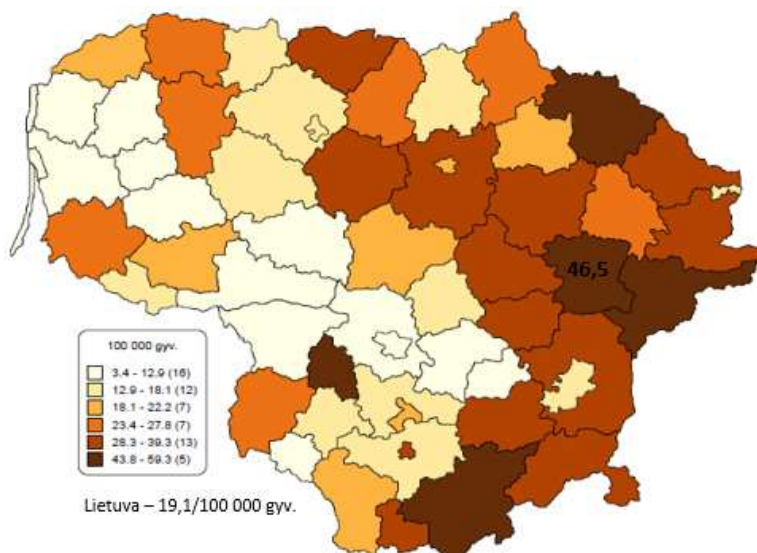 46,5
100 000 gyv.
3.4 - 12.9 (16)
12.9 - 18.1 (12)
18.1 - 22.2 (7)
23.4 - 27.8 (7)
28.3 - 39.3 (13)
43.8 - 59.3 (5)
Lietuva – 19,1/100 000 gyv.